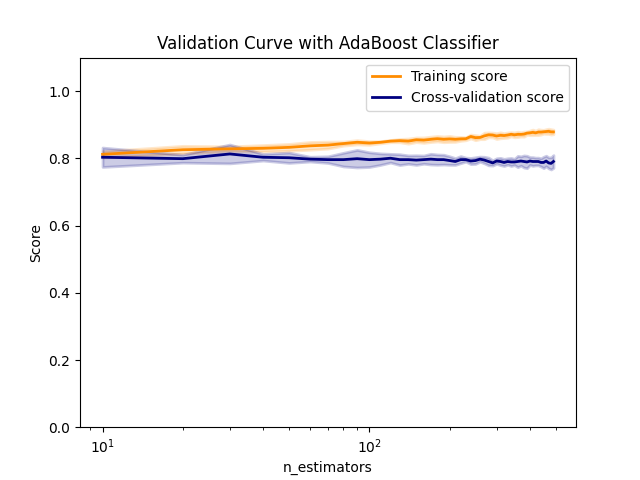 Validation Curve with AdaBoost Classifier
Training score
Cross-validation score
1.0
0.8
0.6
0.4
0.2
0.0
Score
10¹
10²
n_estimators